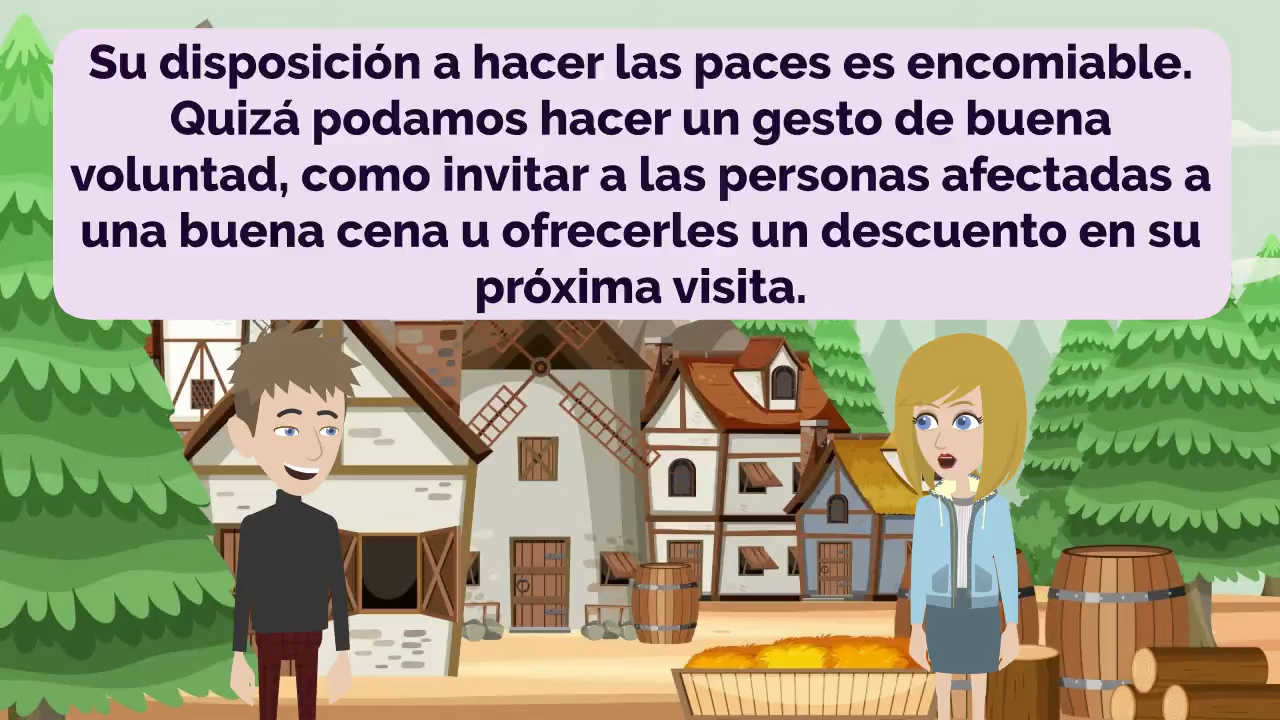 Su disposición a hacer las paces es encomiable.
Quizá podamos hacer un gesto de buena
voluntad, como invitar a las personas afectadas a
una buena cena u ofrecerles un descuento en su
próxima visita.